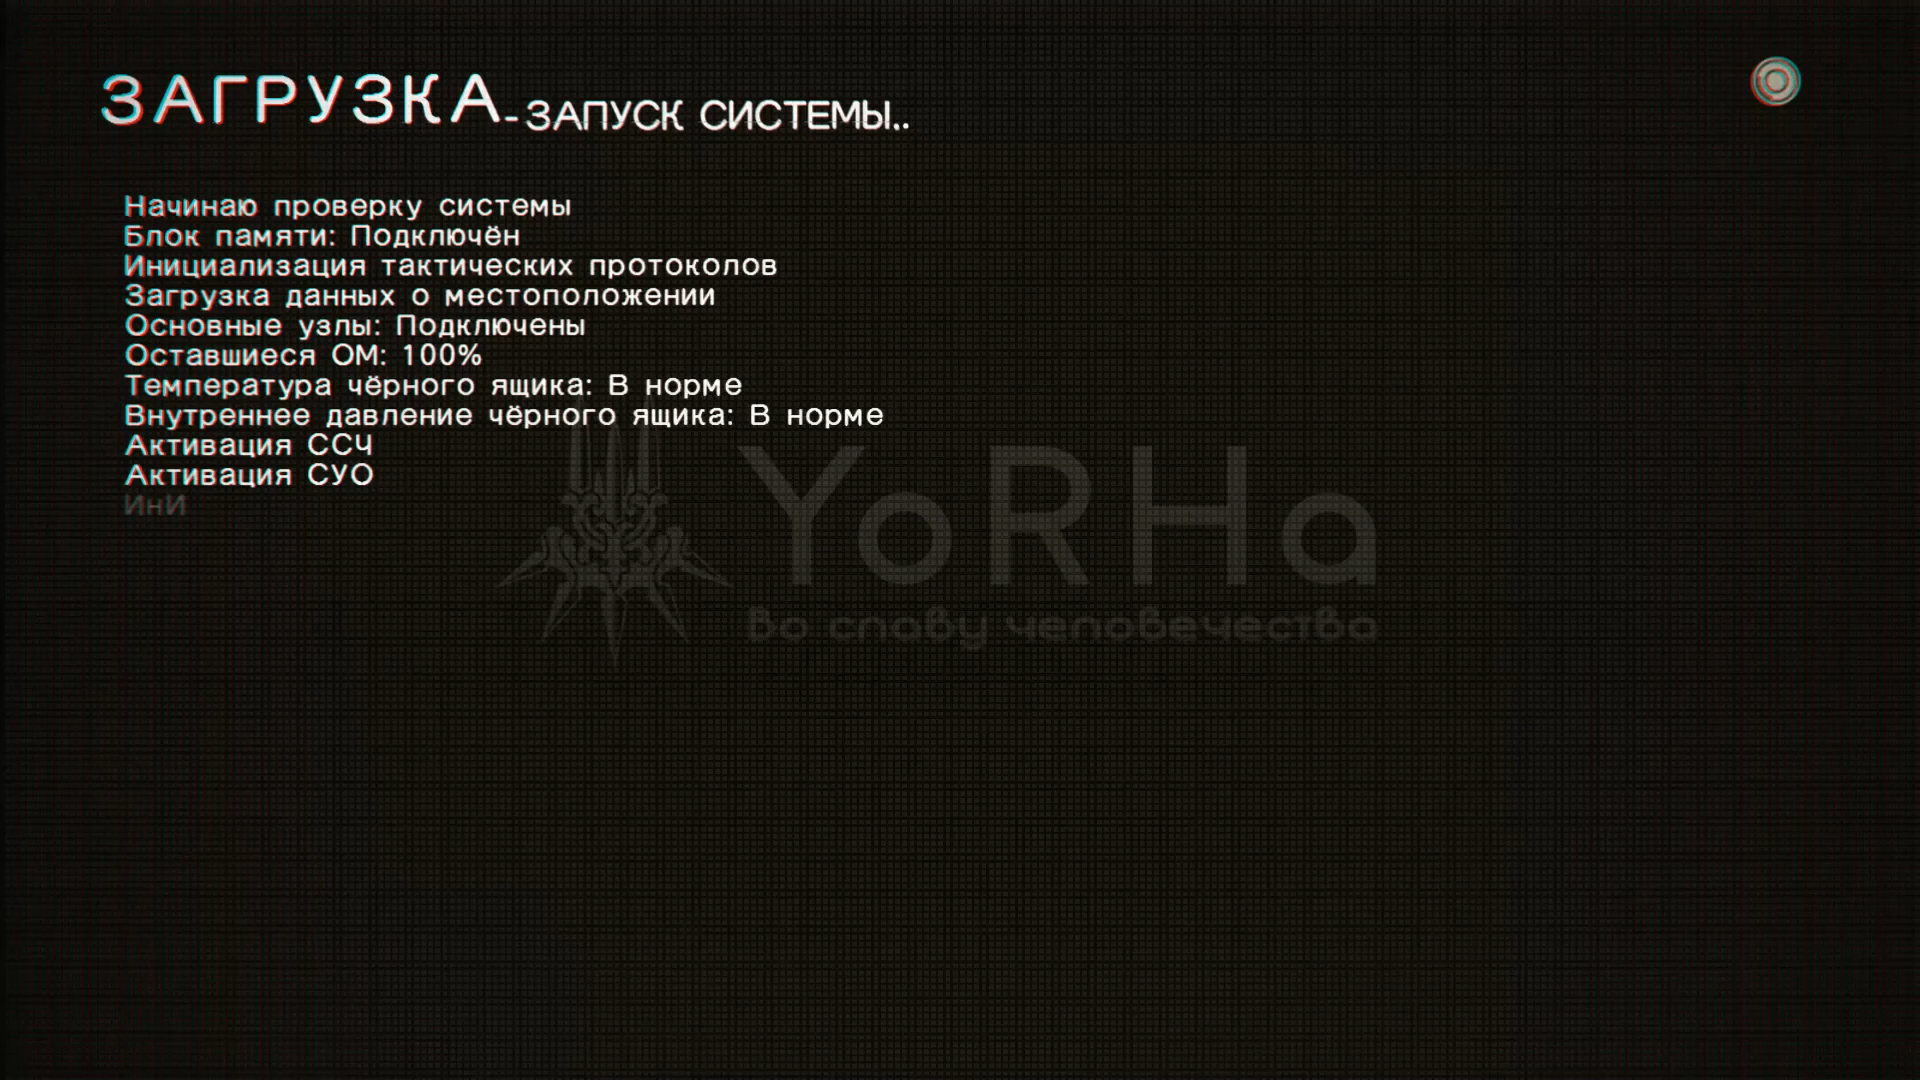 ЗАГРУЗКА - ЗАПУСК СИСТЕМЫ..
Начинаю проверку системы
Блок памяти: Подключён
Инициализация тактических протоколов
Загрузка данных о местоположении
Основные узлы: Подключены
Оставшиеся ОМ: 100%
Температура чёрного ящика: В норме
Внутреннее давление чёрного ящика: В норме
Активация ССЧ
Активация СУО
ИнИ
YoRHa
Во славу человечества